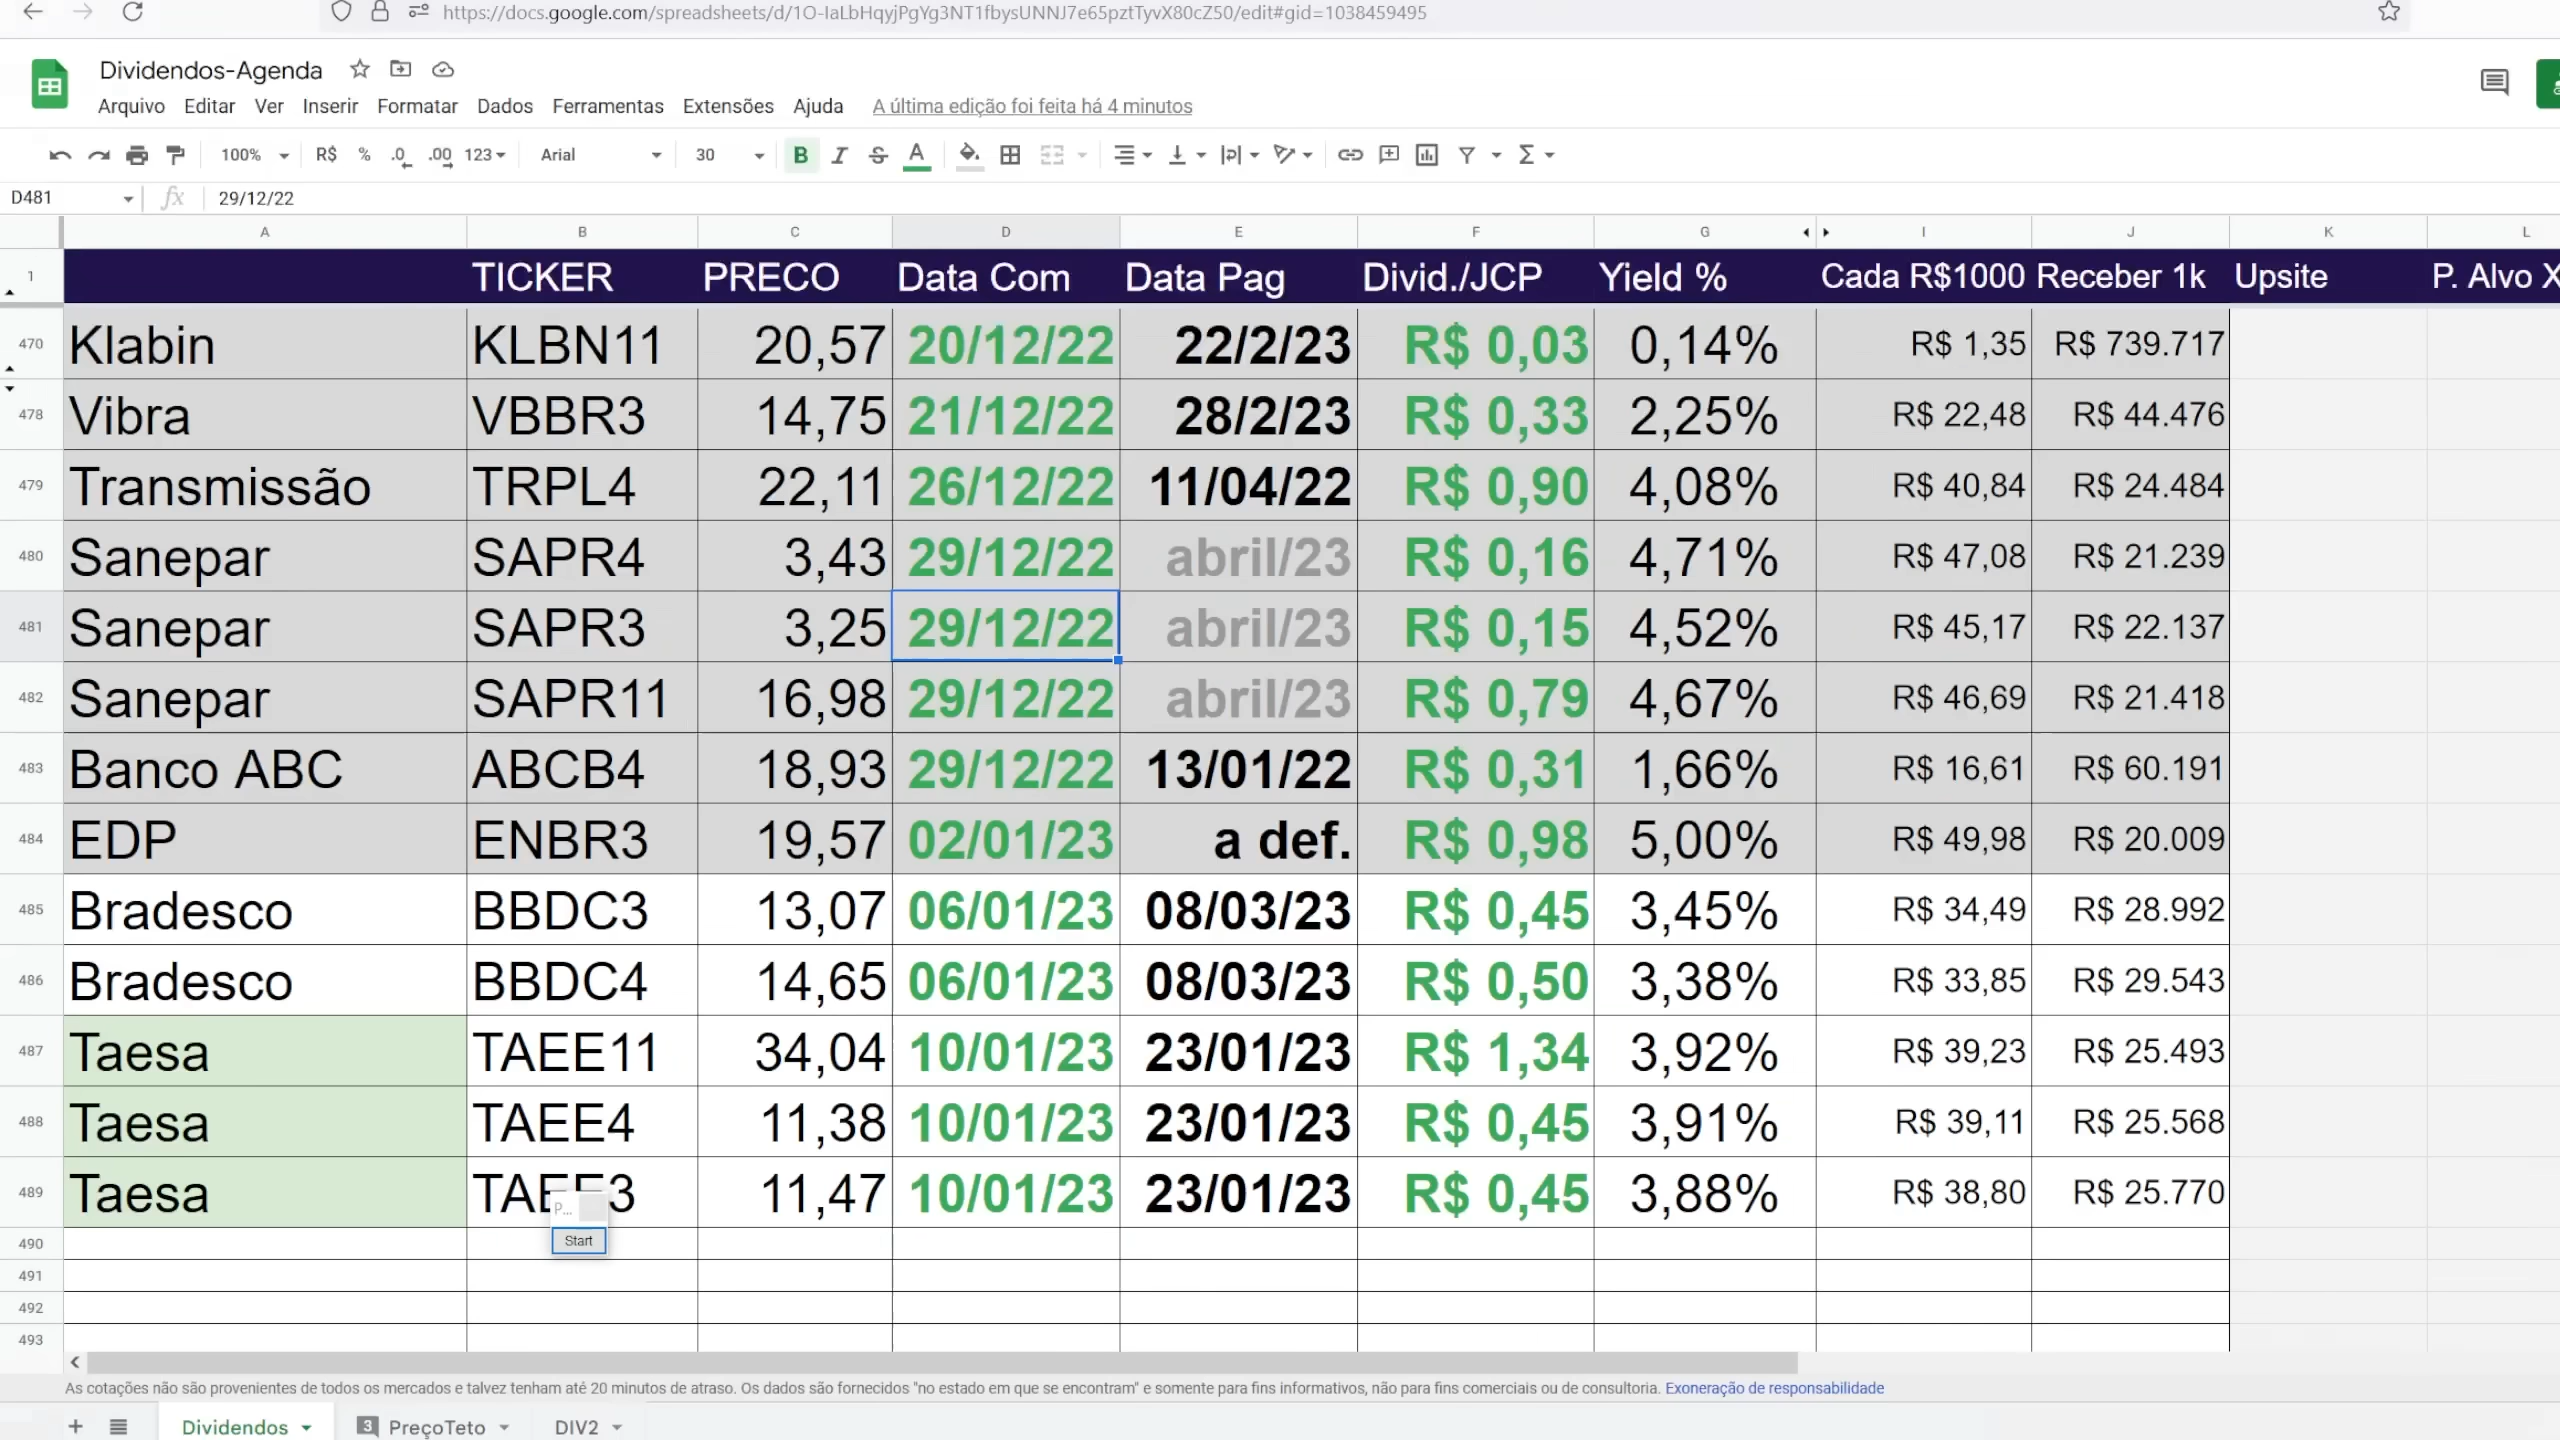 https://docs.google.com/spreadsheets/d/1O-IaLbHqyjPgYg3NT1fbysUNNJ7e65pztTyvX80cZ50/edit#gid=1038459495
Dividendos-Agenda
Arquivo Editar Ver Inserir Formatar Dados Ferramentas Extensões Ajuda A última edição foi feita há 4 minutos
100% R$ % .0 .00 123 Arial 30 B I S A
D481 fx 29/12/22
A B C D E F G I J K L
1 TICKER PRECO Data Com Data Pag Divid./JCP Yield % Cada R$1000 Receber 1k Upsite P. Alvo X
470 Klabin KLBN11 20,57 20/12/22 22/2/23 R$ 0,03 0,14% R$ 1,35 R$ 739.717
478 Vibra VBBR3 14,75 21/12/22 28/2/23 R$ 0,33 2,25% R$ 22,48 R$ 44.476
479 Transmissão TRPL4 22,11 26/12/22 11/04/22 R$ 0,90 4,08% R$ 40,84 R$ 24.484
480 Sanepar SAPR4 3,43 29/12/22 abril/23 R$ 0,16 4,71% R$ 47,08 R$ 21.239
481 Sanepar SAPR3 3,25 29/12/22 abril/23 R$ 0,15 4,52% R$ 45,17 R$ 22.137
482 Sanepar SAPR11 16,98 29/12/22 abril/23 R$ 0,79 4,67% R$ 46,69 R$ 21.418
483 Banco ABC ABCB4 18,93 29/12/22 13/01/22 R$ 0,31 1,66% R$ 16,61 R$ 60.191
484 EDP ENBR3 19,57 02/01/23 a def. R$ 0,98 5,00% R$ 49,98 R$ 20.009
485 Bradesco BBDC3 13,07 06/01/23 08/03/23 R$ 0,45 3,45% R$ 34,49 R$ 28.992
486 Bradesco BBDC4 14,65 06/01/23 08/03/23 R$ 0,50 3,38% R$ 33,85 R$ 29.543
487 Taesa TAEE11 34,04 10/01/23 23/01/23 R$ 1,34 3,92% R$ 39,23 R$ 25.493
488 Taesa TAEE4 11,38 10/01/23 23/01/23 R$ 0,45 3,91% R$ 39,11 R$ 25.568
489 Taesa TAEE3 11,47 10/01/23 23/01/23 R$ 0,45 3,88% R$ 38,80 R$ 25.770
P...
490 Start
491
492
493
As cotações não são provenientes de todos os mercados e talvez tenham até 20 minutos de atraso. Os dados são fornecidos "no estado em que se encontram" e somente para fins informativos, não para fins comerciais ou de consultoria. Exoneração de responsabilidade
Dividendos 3 PreçoTeto DIV2